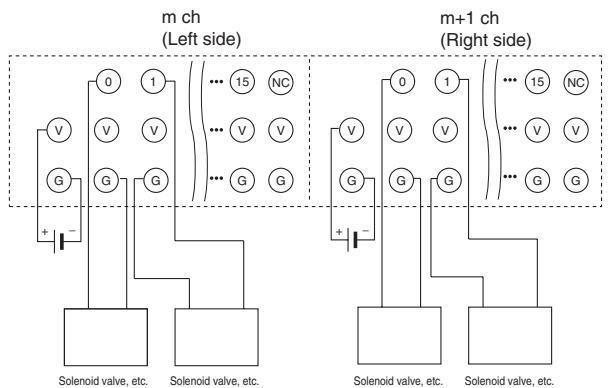 m ch
(Left side)
m+1 ch
(Right side)
0 1 ••• 15 NC 0 1 ••• 15 NC
V V V ••• V V V V V ••• V V
G G G ••• G G G G G ••• G G
+ – + –
Solenoid valve, etc. Solenoid valve, etc. Solenoid valve, etc. Solenoid valve, etc.